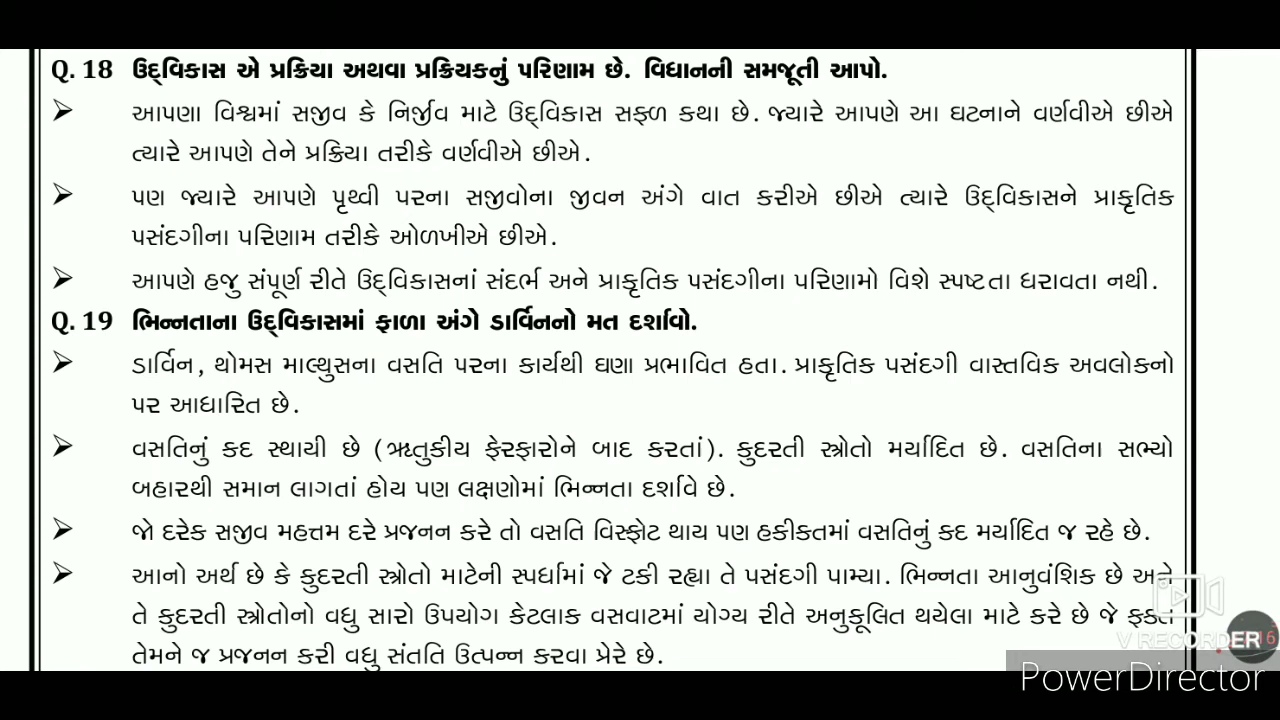 Q. 18 ઉદ્‌વિકાસ એ પ્રક્રિયા અથવા પ્રક્રિયકનું પરિણામ છે. વિધાનની સમજૂતી આપો.
➢ આપણા વિશ્વમાં સજીવ કે નિર્જીવ માટે ઉદ્‌વિકાસ સફળ કથા છે. જ્યારે આપણે આ ઘટનાને વર્ણવીએ છીએ
ત્યારે આપણે તેને પ્રક્રિયા તરીકે વર્ણવીએ છીએ.
➢ પણ જ્યારે આપણે પૃથ્વી પરના સજીવોના જીવન અંગે વાત કરીએ છીએ ત્યારે ઉદ્‌વિકાસને પ્રાકૃતિક
પસંદગીના પરિણામ તરીકે ઓળખીએ છીએ.
➢ આપણે હજુ સંપૂર્ણ રીતે ઉદ્‌વિકાસનાં સંદર્ભ અને પ્રાકૃતિક પસંદગીના પરિણામો વિશે સ્પષ્ટતા ધરાવતા નથી.
Q. 19 ભિન્નતાના ઉદ્‌વિકાસમાં ફાળા અંગે ડાર્વિનનો મત દર્શાવો.
➢ ડાર્વિન, થોમસ માલ્થુસના વસતિ પરના કાર્યથી ઘણા પ્રભાવિત હતા. પ્રાકૃતિક પસંદગી વાસ્તવિક અવલોકનો
પર આધારિત છે.
➢ વસતિનું કદ સ્થાયી છે (ઋતુકીય ફેરફારોને બાદ કરતાં). કુદરતી સ્ત્રોતો મર્યાદિત છે. વસતિના સભ્યો
બહારથી સમાન લાગતાં હોય પણ લક્ષણોમાં ભિન્નતા દર્શાવે છે.
➢ જો દરેક સજીવ મહત્તમ દરે પ્રજનન કરે તો વસતિ વિસ્ફોટ થાય પણ હકીકતમાં વસતિનું કદ મર્યાદિત જ રહે છે.
➢ આનો અર્થ છે કે કુદરતી સ્ત્રોતો માટેની સ્પર્ધામાં જે ટકી રહ્યા તે પસંદગી પામ્યા. ભિન્નતા આનુવંશિક છે અને
તે કુદરતી સ્ત્રોતોનો વધુ સારો ઉપયોગ કેટલાક વસવાટમાં યોગ્ય રીતે અનુકૂલિત થયેલા માટે કરે છે જે ફક્ત
તેમને જ પ્રજનન કરી વધુ સંતતિ ઉત્પન્ન કરવા પ્રેરે છે.
V RECORDER
16
PowerDirector